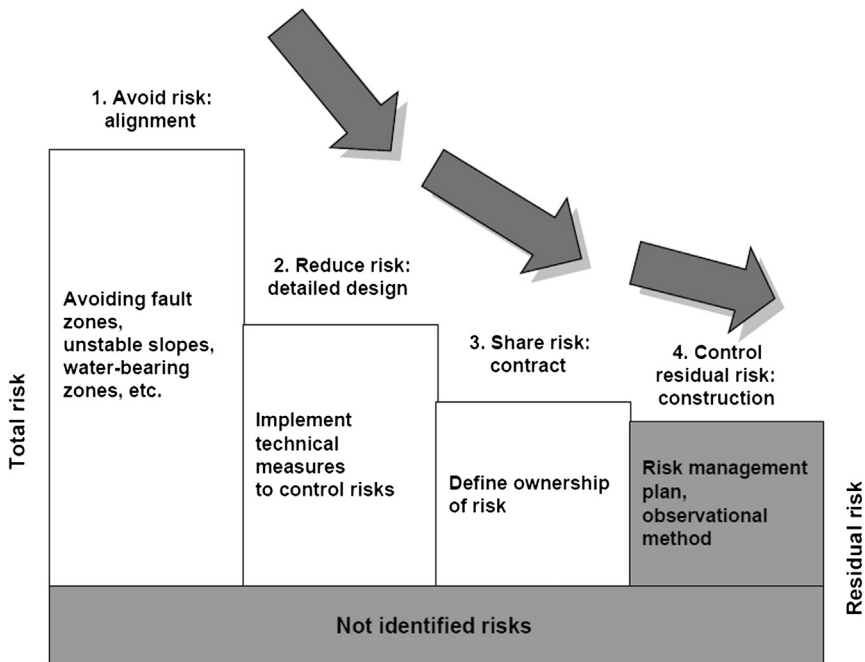 1. Avoid risk:
alignment
2. Reduce risk:
detailed design
3. Share risk:
contract
4. Control
residual risk:
construction
Total risk
Avoiding fault
zones,
unstable slopes,
water-bearing
zones, etc.
Implement
technical
measures
to control risks
Define ownership
of risk
Risk management
plan,
observational
method
Residual risk
Not identified risks